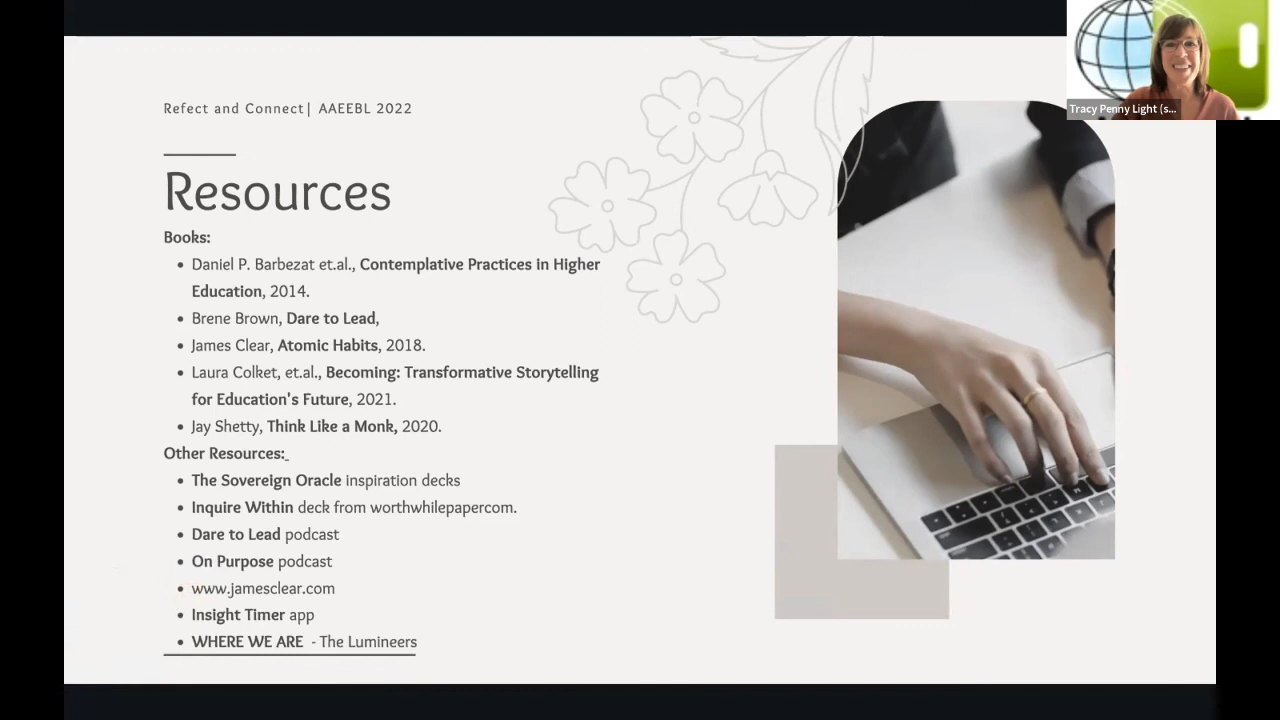 Refect and Connect| AAEEBL 2022
Resources
Books:
• Daniel P. Barbezat et.al., Contemplative Practices in Higher
Education, 2014.
• Brene Brown, Dare to Lead,
• James Clear, Atomic Habits, 2018.
• Laura Colket, et.al., Becoming: Transformative Storytelling
for Education's Future, 2021.
• Jay Shetty, Think Like a Monk, 2020.
Other Resources:
• The Sovereign Oracle inspiration decks
• Inquire Within deck from worthwhilepapercom.
• Dare to Lead podcast
• On Purpose podcast
• www.jamesclear.com
• Insight Timer app
• WHERE WE ARE - The Lumineers
Tracy Penny Light (s...